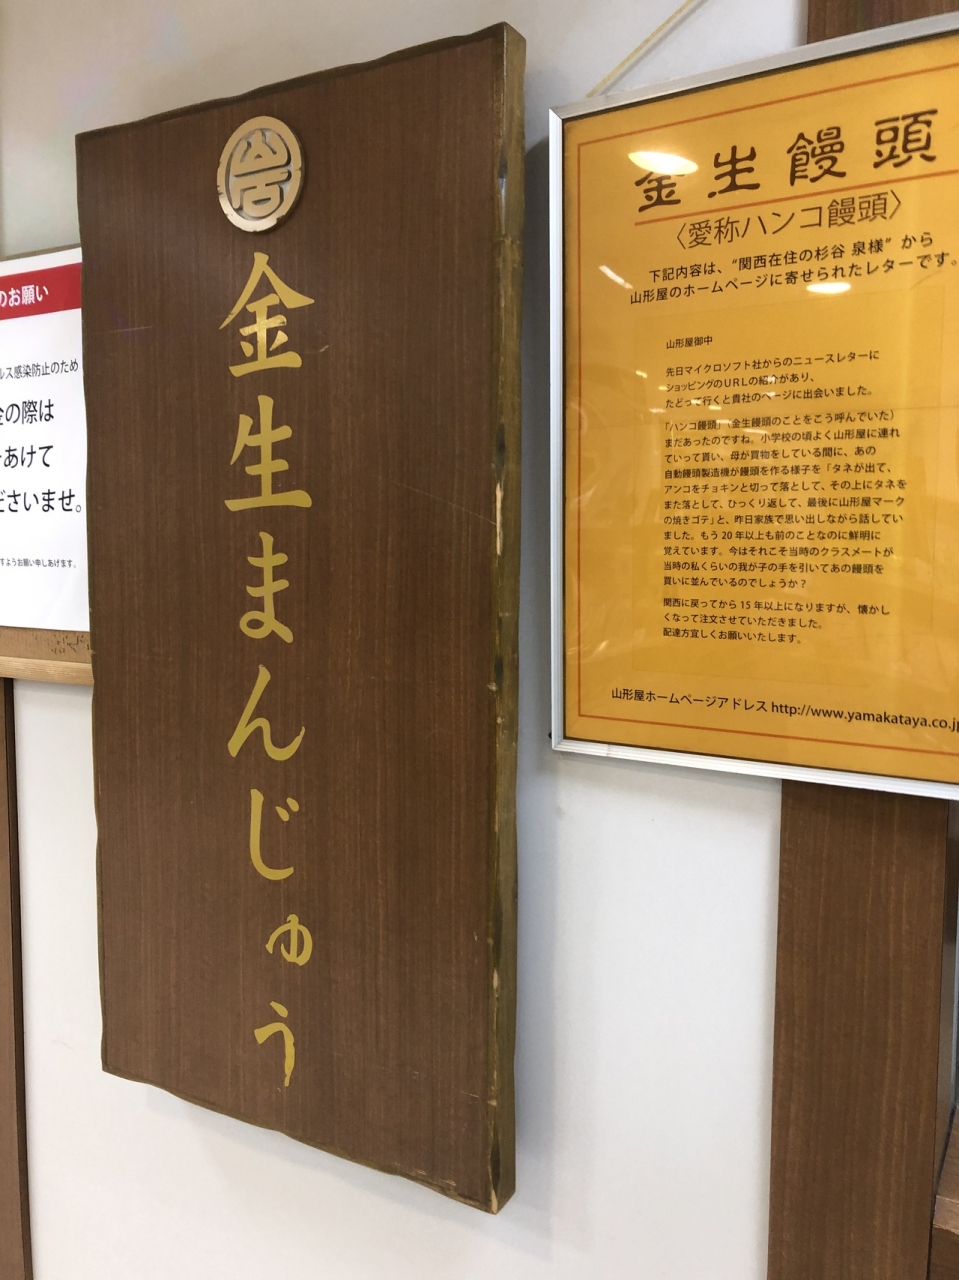 のお願い
ルス感染防止のため
の際は
あけて
ださいませ。
すようお願い申しあげます。
金生まんじゅう
金生饅頭
〈愛称ハンコ饅頭〉
下記内容は、“関西在住の杉谷 泉様”から
山形屋のホームページに寄せられたレターです。
山形屋御中
先日マイクロソフト社からのニュースレターに
ショッピングのURLの紹介があり、
たどって行くと貴社のページに出会いました。
「ハンコ饅頭」（金生饅頭のことをこう呼んでいた）
まだあったのですね。小学校の頃よく山形屋に連れ
ていって貰い、母が買物をしている間に、あの
自動饅頭製造機が饅頭を作る様子を「タネが出て、
アンコをチョキンと切って落として、その上にタネを
また落として、ひっくり返して、最後に山形屋マーク
の焼きゴテ」と、昨日家族で思い出しながら話してい
ました。もう20年以上も前のことなのに鮮明に
覚えています。今はそれこそ当時のクラスメートが
当時の私くらいの我が子の手を引いてあの饅頭を
買いに並んでいるのでしょうか？
関西に戻ってから15年以上になりますが、懐かし
くなって注文させていただきました。
配達方宜しくお願いいたします。
山形屋ホームページアドレス http://www.yamakataya.co.jp